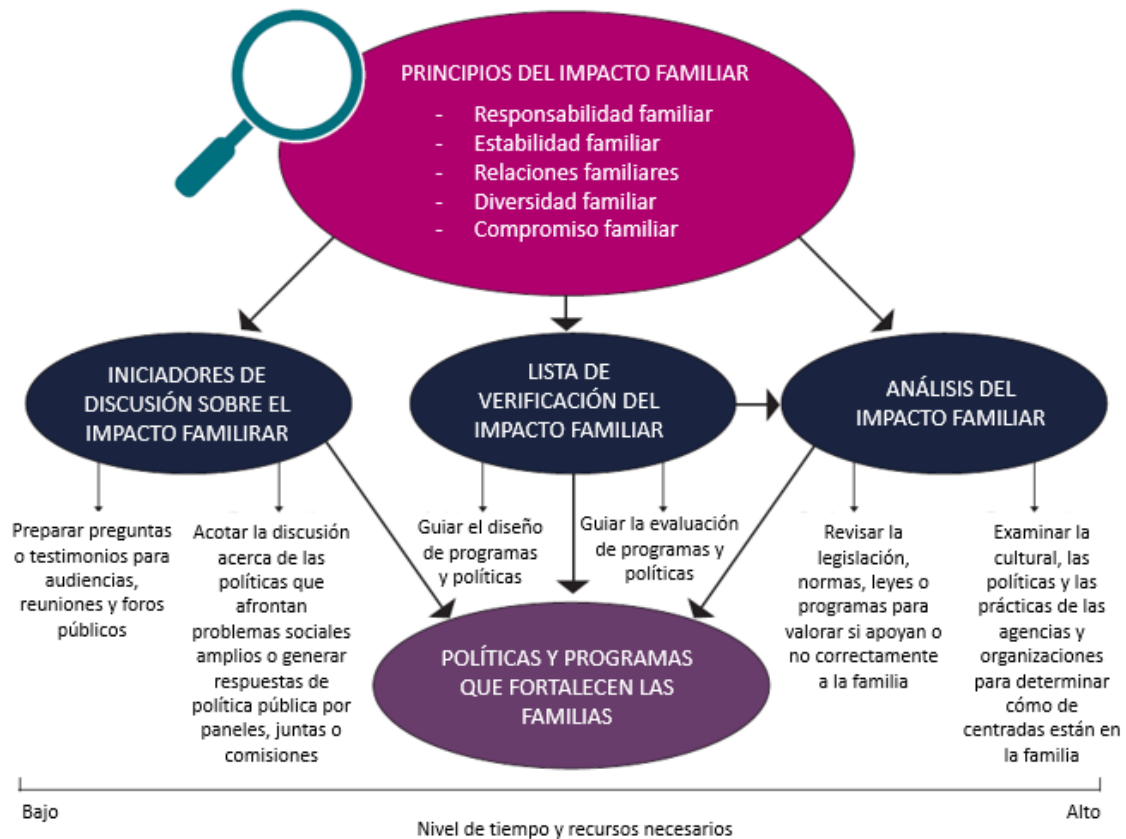 PRINCIPIOS DEL IMPACTO FAMILIAR
- Responsabilidad familiar
- Estabilidad familiar
- Relaciones familiares
- Diversidad familiar
- Compromiso familiar
INICIADORES DE
DISCUSIÓN SOBRE EL
IMPACTO FAMILIRAR
LISTA DE
VERIFICACIÓN DEL
IMPACTO FAMILIAR
ANÁLISIS DEL
IMPACTO FAMILIAR
Preparar preguntas
o testimonios para
audiencias,
reuniones y foros
públicos
Acotar la discusión
acerca de las
políticas que
afrontan
problemas sociales
amplios o generar
respuestas de
política pública por
paneles, juntas o
comisiones
Guiar el diseño
de programas
y políticas
Guiar la evaluación
de programas y
políticas
Revisar la
legislación,
normas, leyes o
programas para
valorar si apoyan o
no correctamente
a la familia
Examinar la
cultural, las
políticas y las
prácticas de las
agencias y
organizaciones
para determinar
cómo de
centradas están en
la familia
POLÍTICAS Y PROGRAMAS
QUE FORTALECEN LAS
FAMILIAS
Bajo
Alto
Nivel de tiempo y recursos necesarios